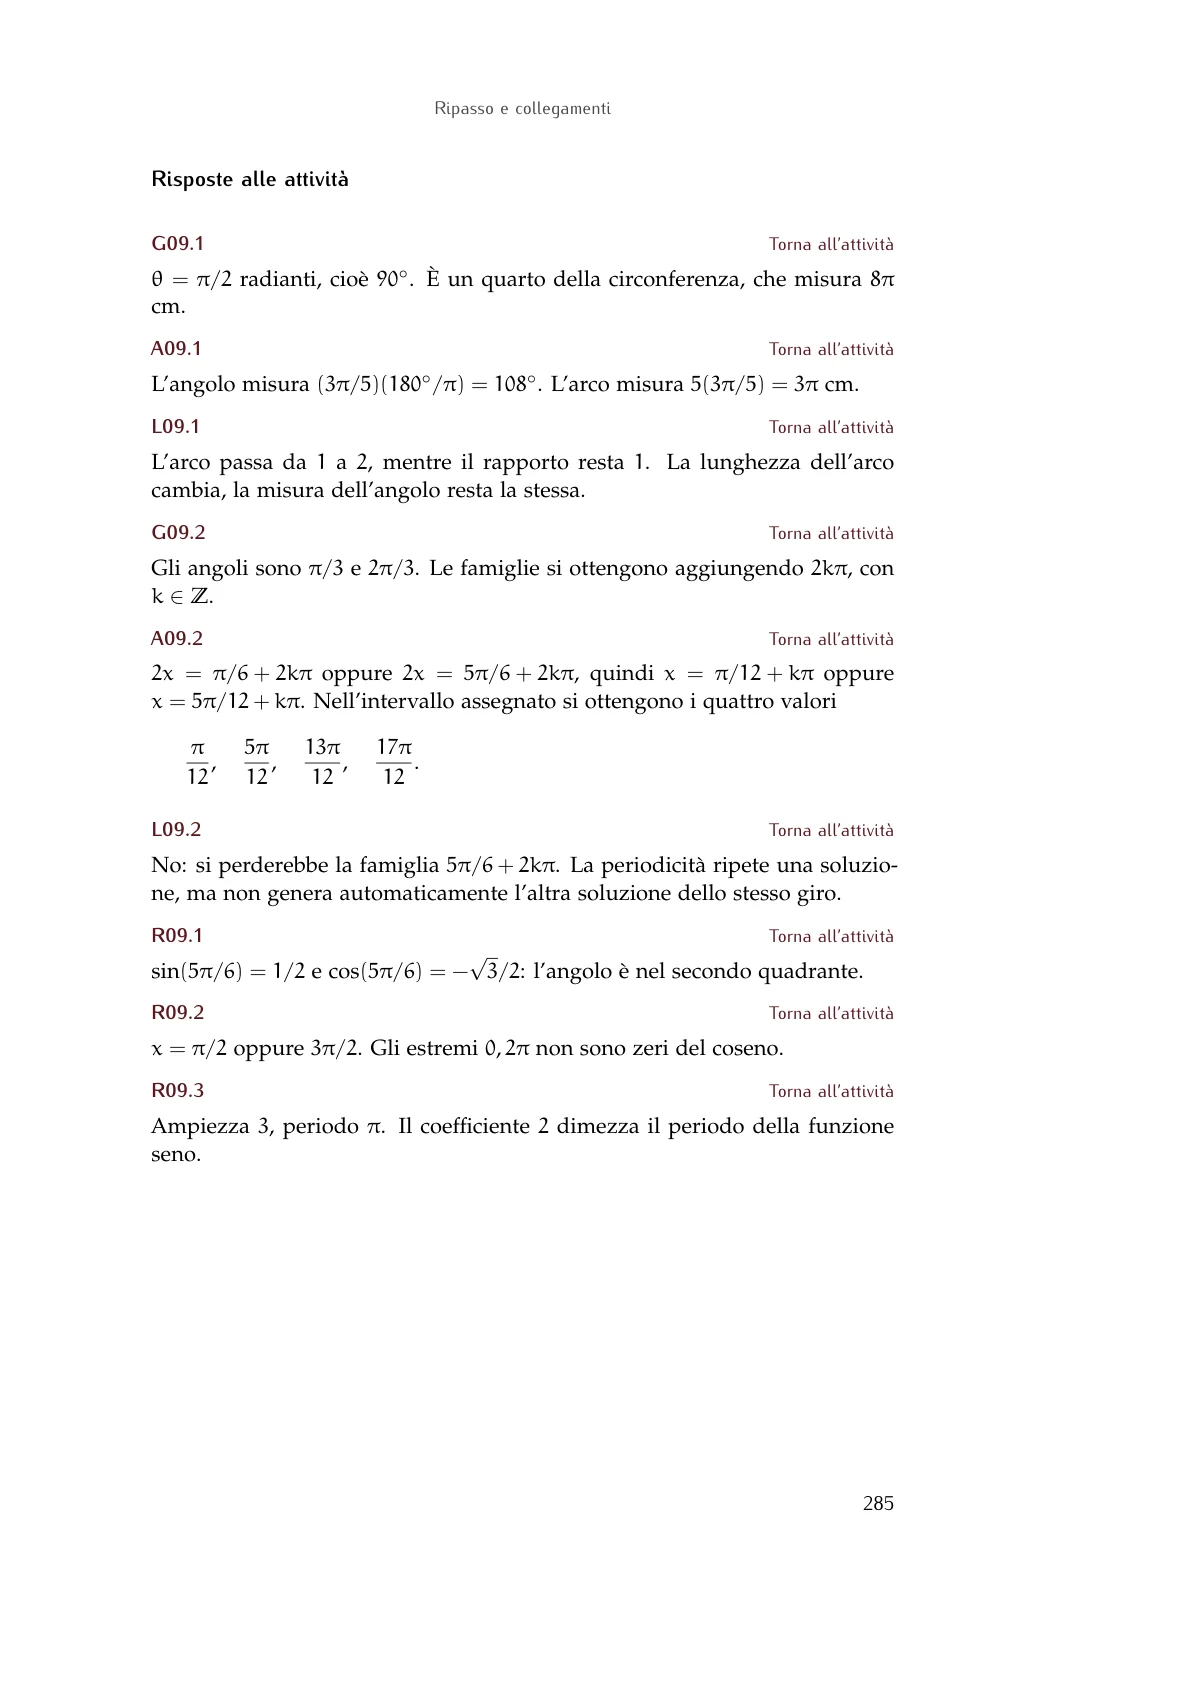 Ripasso e collegamenti
Risposte alle attività
G09.1 Torna all'attività
θ = π/2 radianti, cioè 90°. È un quarto della circonferenza, che misura 8π
cm.
A09.1 Torna all'attività
L'angolo misura (3π/5)(180°/π) = 108°. L'arco misura 5(3π/5) = 3π cm.
L09.1 Torna all'attività
L'arco passa da 1 a 2, mentre il rapporto resta 1. La lunghezza dell'arco
cambia, la misura dell'angolo resta la stessa.
G09.2 Torna all'attività
Gli angoli sono π/3 e 2π/3. Le famiglie si ottengono aggiungendo 2kπ, con
k ∈ ℤ.
A09.2 Torna all'attività
2x = π/6 + 2kπ oppure 2x = 5π/6 + 2kπ, quindi x = π/12 + kπ oppure
x = 5π/12 + kπ. Nell'intervallo assegnato si ottengono i quattro valori
π/12, 5π/12, 13π/12, 17π/12.
L09.2 Torna all'attività
No: si perderebbe la famiglia 5π/6 + 2kπ. La periodicità ripete una soluzio-
ne, ma non genera automaticamente l'altra soluzione dello stesso giro.
R09.1 Torna all'attività
sin(5π/6) = 1/2 e cos(5π/6) = −√3/2: l'angolo è nel secondo quadrante.
R09.2 Torna all'attività
x = π/2 oppure 3π/2. Gli estremi 0, 2π non sono zeri del coseno.
R09.3 Torna all'attività
Ampiezza 3, periodo π. Il coefficiente 2 dimezza il periodo della funzione
seno.
285